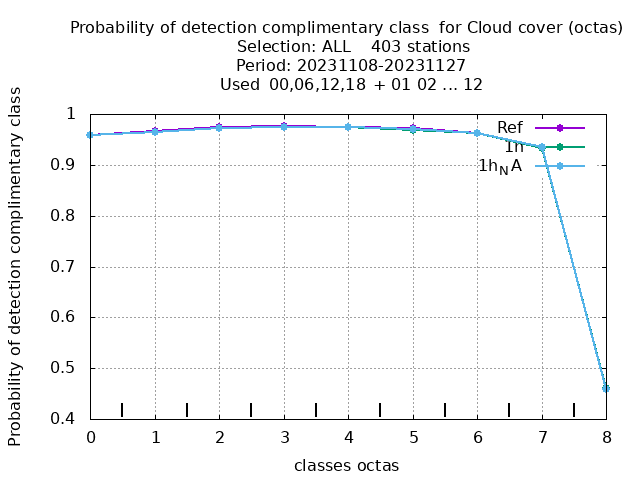 Probability of detection complimentary class  for Cloud cover (octas)
Selection: ALL    403 stations
Period: 20231108-20231127
Used  00,06,12,18 + 01 02 ... 12
Probability of detection complimentary class
1
0.9
0.8
0.7
0.6
0.5
0.4
Ref
1h
1h_NA
0 1 2 3 4 5 6 7 8
classes octas